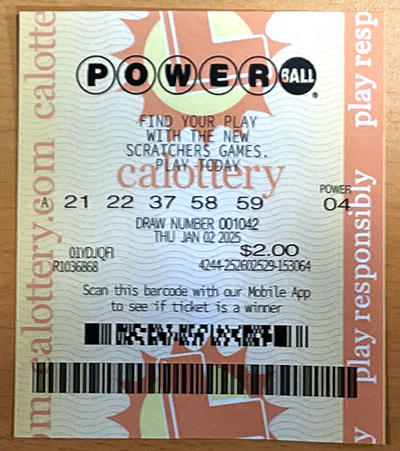 POWERBALL®
FIND YOUR PLAY
WITH THE NEW
SCRATCHERS GAMES.
PLAY TODAY
calottery
POWER
A 21 22 37 58 59 04
DRAW NUMBER 001042
THU JAN 02 2025
01YDJQFI $2.00
R1036868 4244-252602529-153064
Scan this barcode with our Mobile App
to see if ticket is a winner
calotte
om calottery.com
play resp
play responsibly